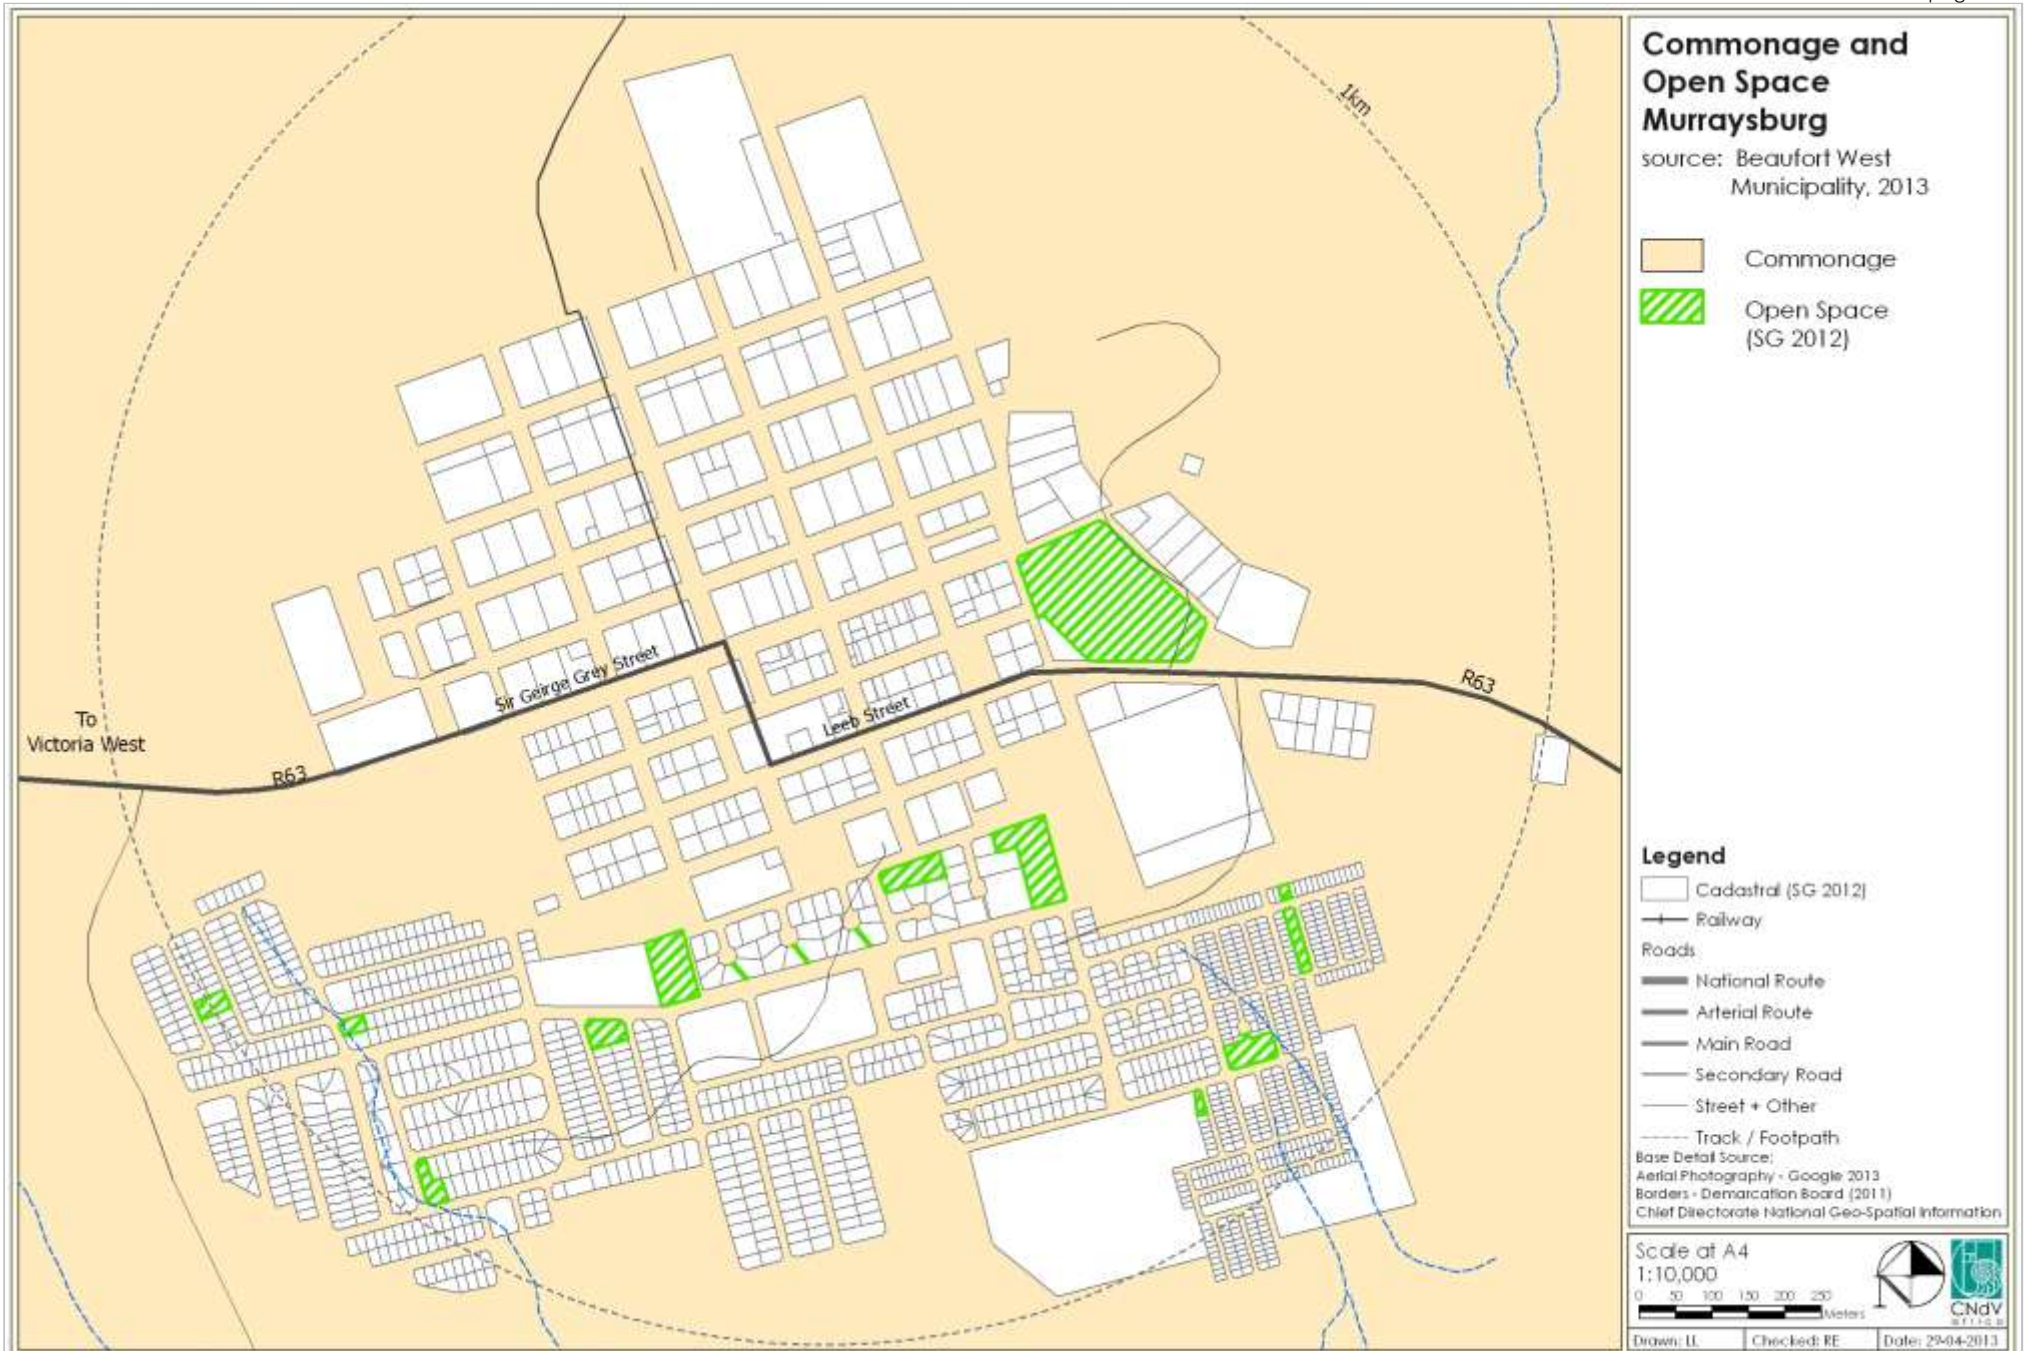 Commonage and
Open Space
Murraysburg
source: Beaufort West
Municipality, 2013
Commonage
Open Space
(SG 2012)
1km
Sir Geirge Grey Street
Leeb Street
R63
To
Victoria West
R63
Legend
Cadastral (SG 2012)
Railway
Roads
National Route
Arterial Route
Main Road
Secondary Road
Street + Other
Track / Footpath
Base Detail Source:
Aerial Photography - Google 2013
Borders - Demarcation Board (2011)
Chief Directorate National Geo-Spatial Information
Scale at A4
1:10,000
0 50 100 150 200 250
Meters
N
CNdV
africa
Drawn: LL
Checked: RE
Date: 29-04-2013